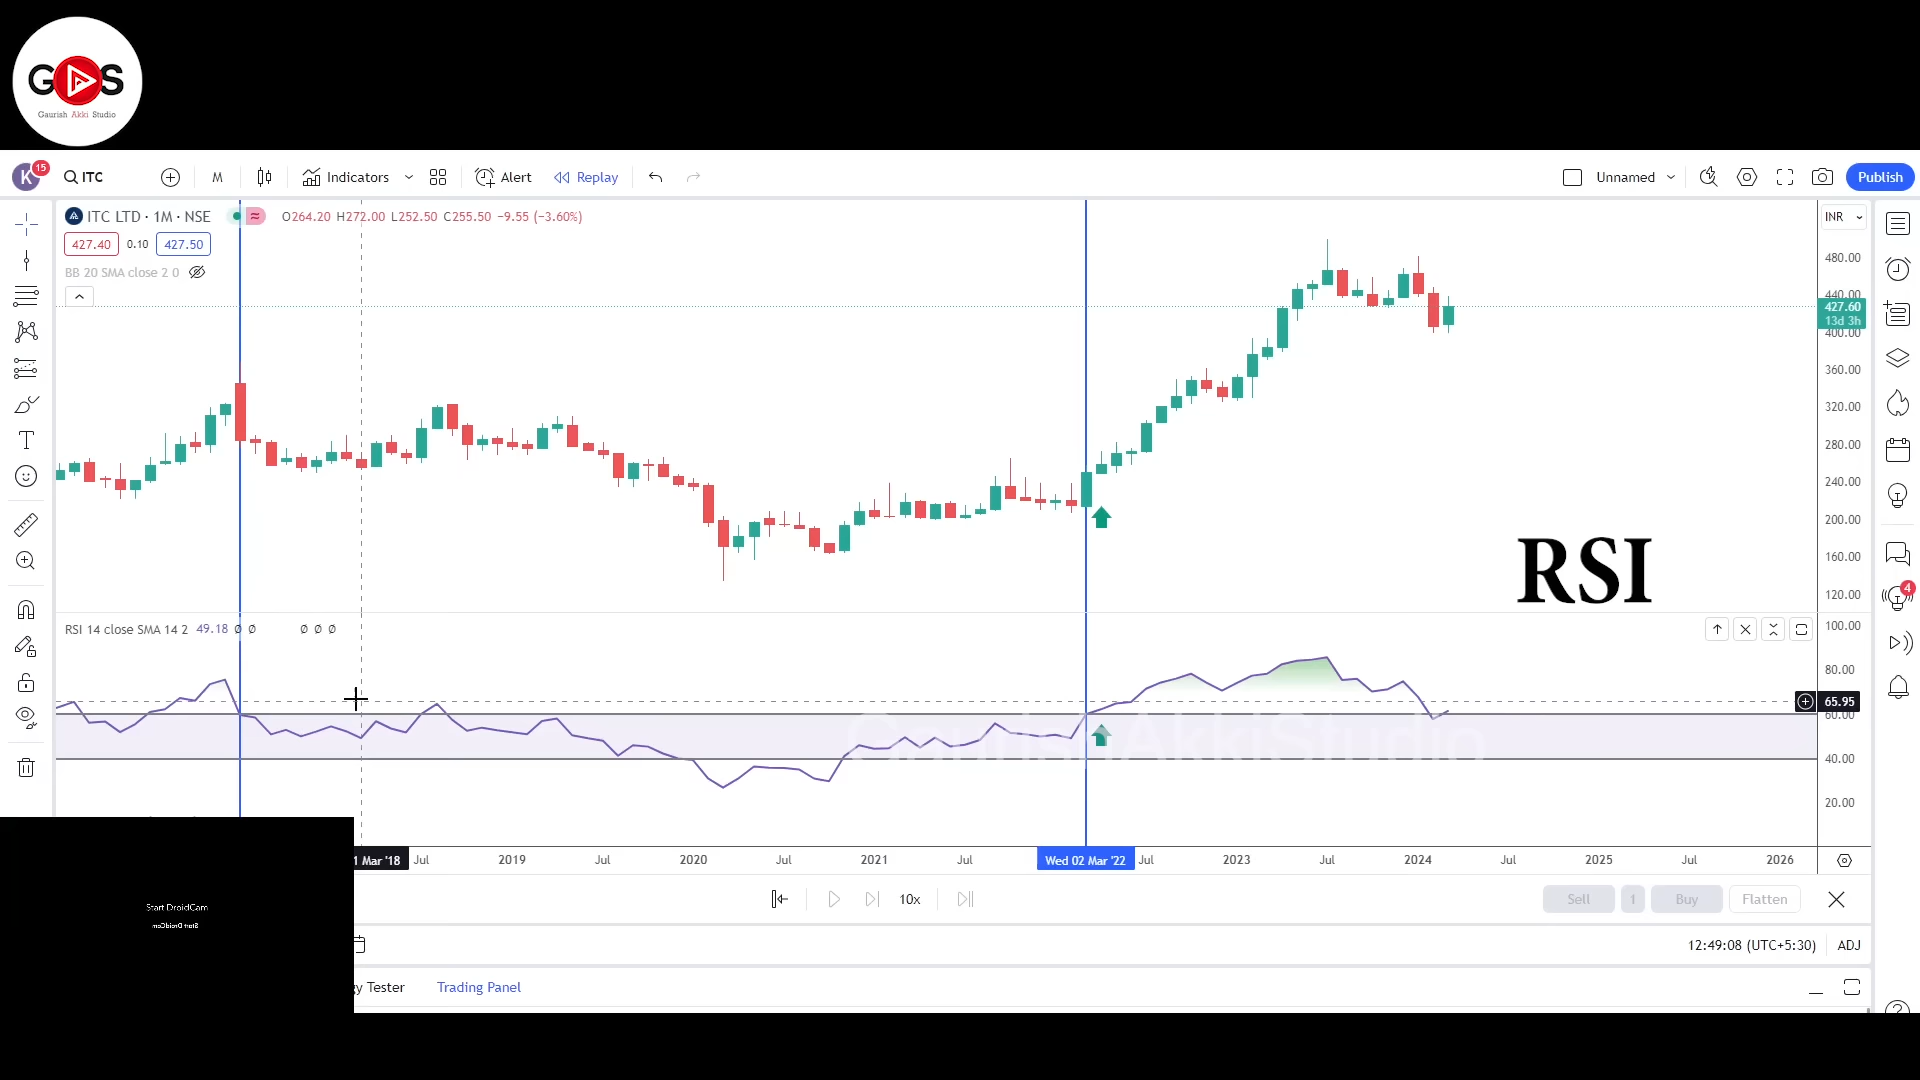 GAS
Gaurish Akki Studio
K 15
ITC
M
Indicators
Alert
Replay
Unnamed
Publish
ITC LTD · 1M · NSE
O264.20 H272.00 L252.50 C255.50 −9.55 (−3.60%)
INR
427.40 0.10 427.50
BB 20 SMA close 2 0
480.00
440.00
427.60
13d 3h
400.00
360.00
320.00
280.00
240.00
200.00
160.00
120.00
RSI
RSI 14 close SMA 14 2 49.18 Ø Ø Ø Ø Ø
100.00
80.00
65.95
60.00
40.00
20.00
4
GaurishAkkiStudio
1 Mar '18 Jul 2019 Jul 2020 Jul 2021 Jul Wed 02 Mar '22 Jul 2023 Jul 2024 Jul 2025 Jul 2026
10x
Sell 1 Buy Flatten
Start DroidCam
Start DroidCam
12:49:08 (UTC+5:30) ADJ
gy Tester
Trading Panel